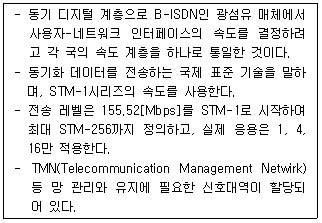 - 동기 디지털 계층으로 B-ISDN인 광섬유 매체에서
사용자-네트워크 인터페이스의 속도를 결정하려
고 각 국의 속도 계층을 하나로 통일한 것이다.
- 동기화 데이터를 전송하는 국제 표준 기술을 말하
며, STM-1시리즈의 속도를 사용한다.
- 전송 레벨은 155.52[Mbps]를 STM-1로 시작하여
최대 STM-256까지 정의하고, 실제 응용은 1, 4,
16만 적용한다.
- TMN(Telecommunication Management Netwirk)
등 망 관리와 유지에 필요한 신호대역이 할당되
어 있다.